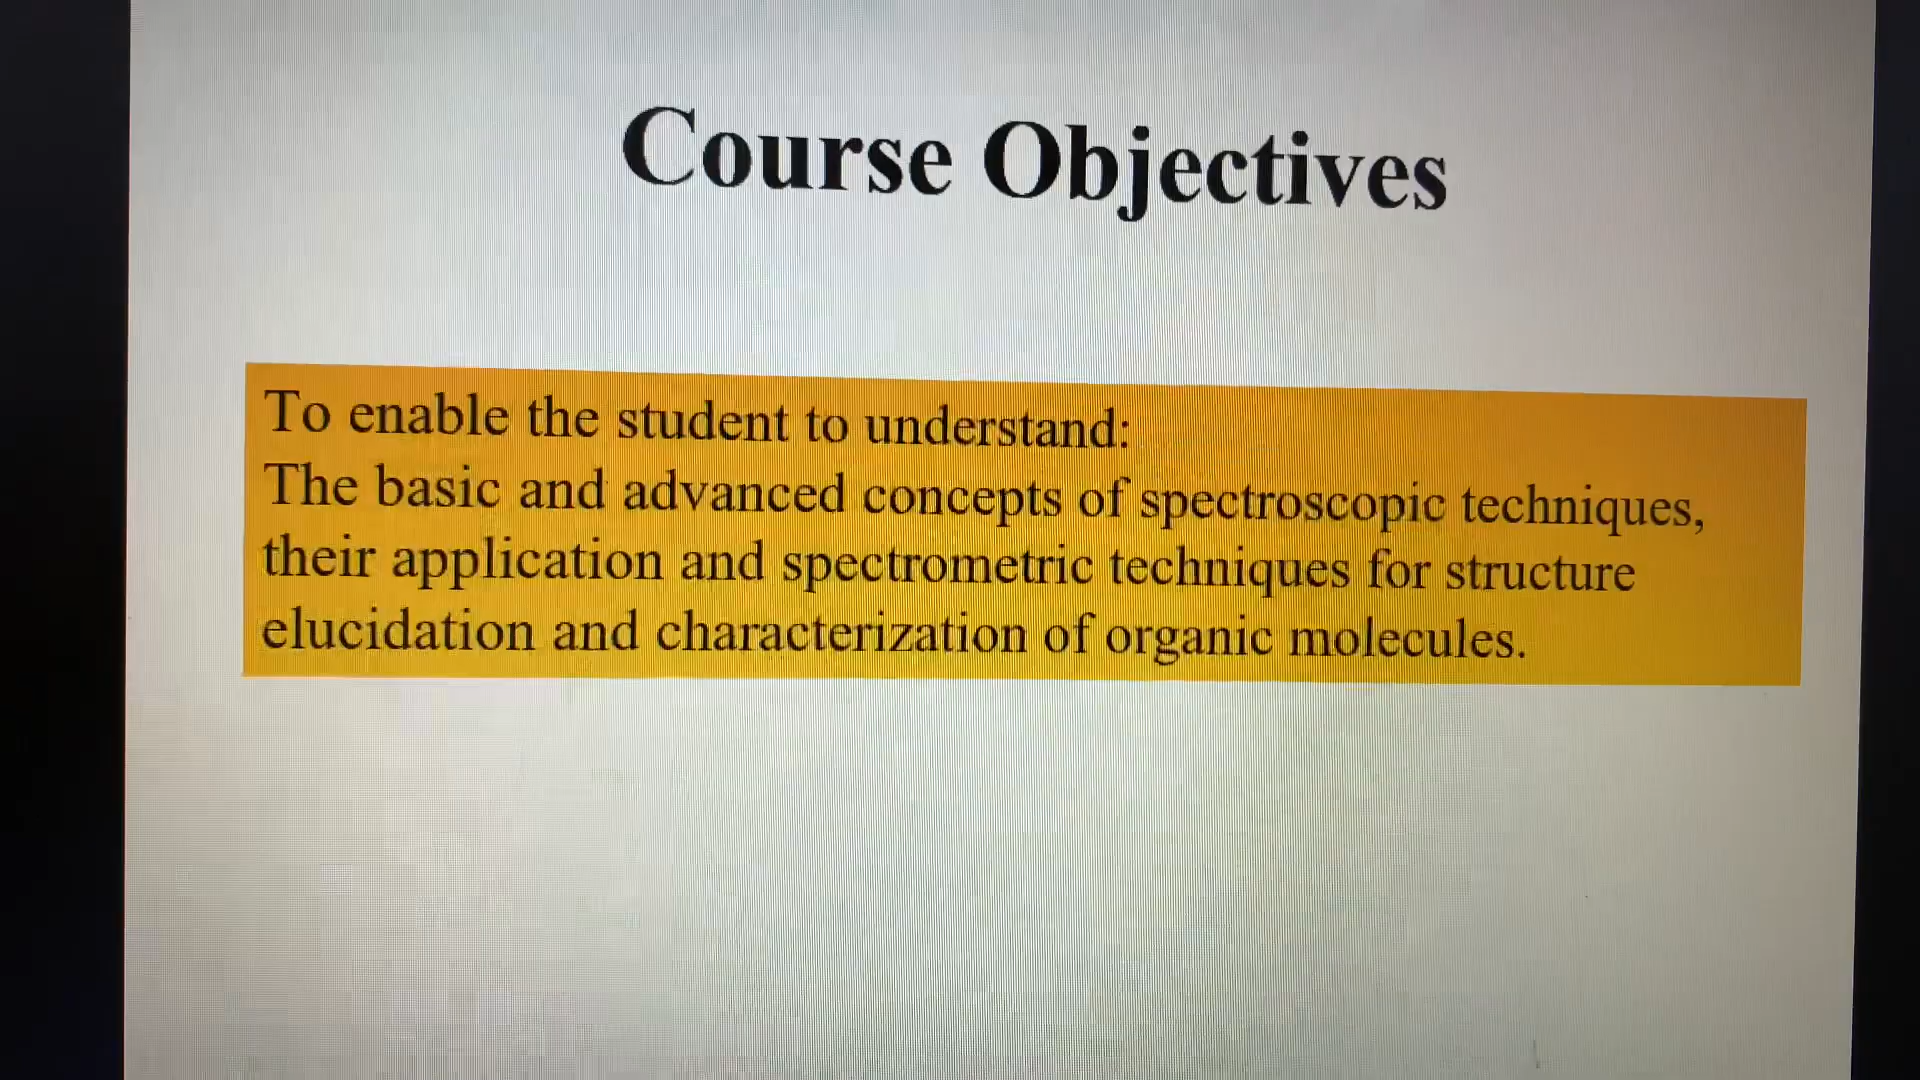 Course Objectives
To enable the student to understand:
The basic and advanced concepts of spectroscopic techniques,
their application and spectrometric techniques for structure
elucidation and characterization of organic molecules.